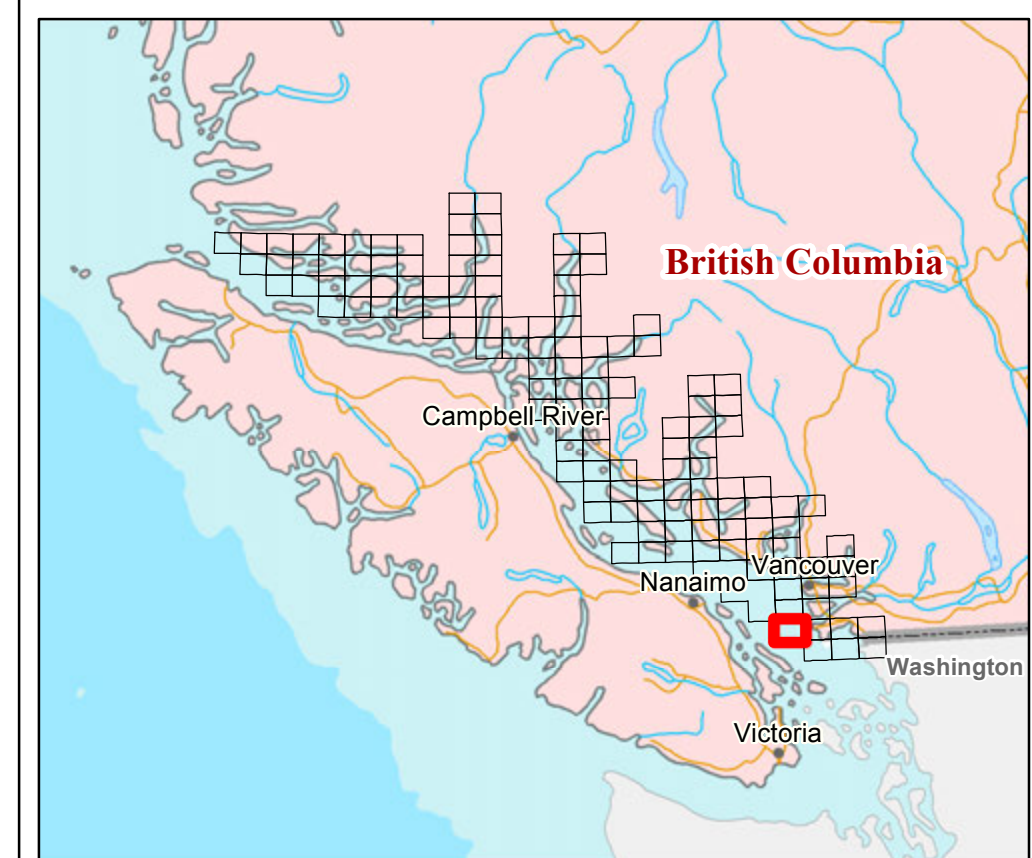 British Columbia
Campbell River
Vancouver
Nanaimo
Washington
Victoria